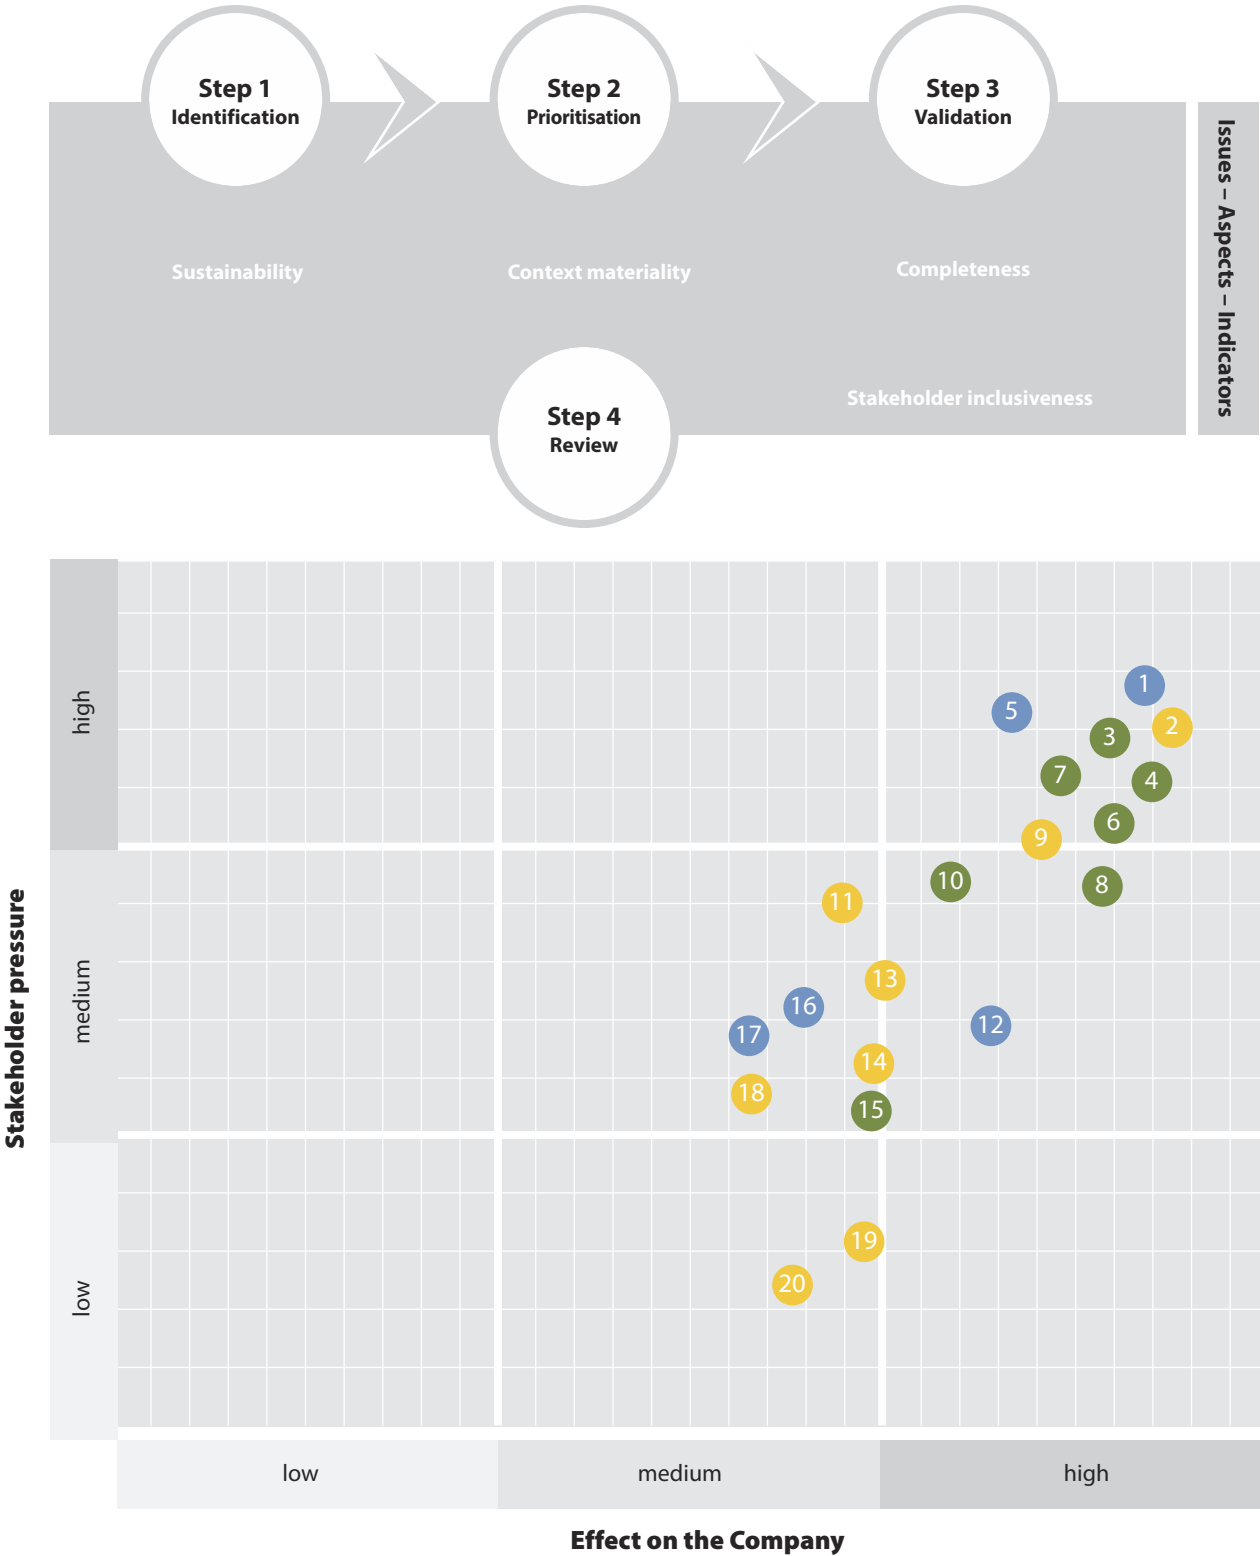 Step 1
Identification
Step 2
Prioritisation
Step 3
Validation
Issues – Aspects – Indicators
Sustainability
Context materiality
Completeness
Stakeholder inclusiveness
Step 4
Review
Stakeholder pressure
high
medium
low
1
5
2
3
7
4
6
9
10
8
11
13
16
12
17
14
18
15
19
20
low
medium
high
Effect on the Company